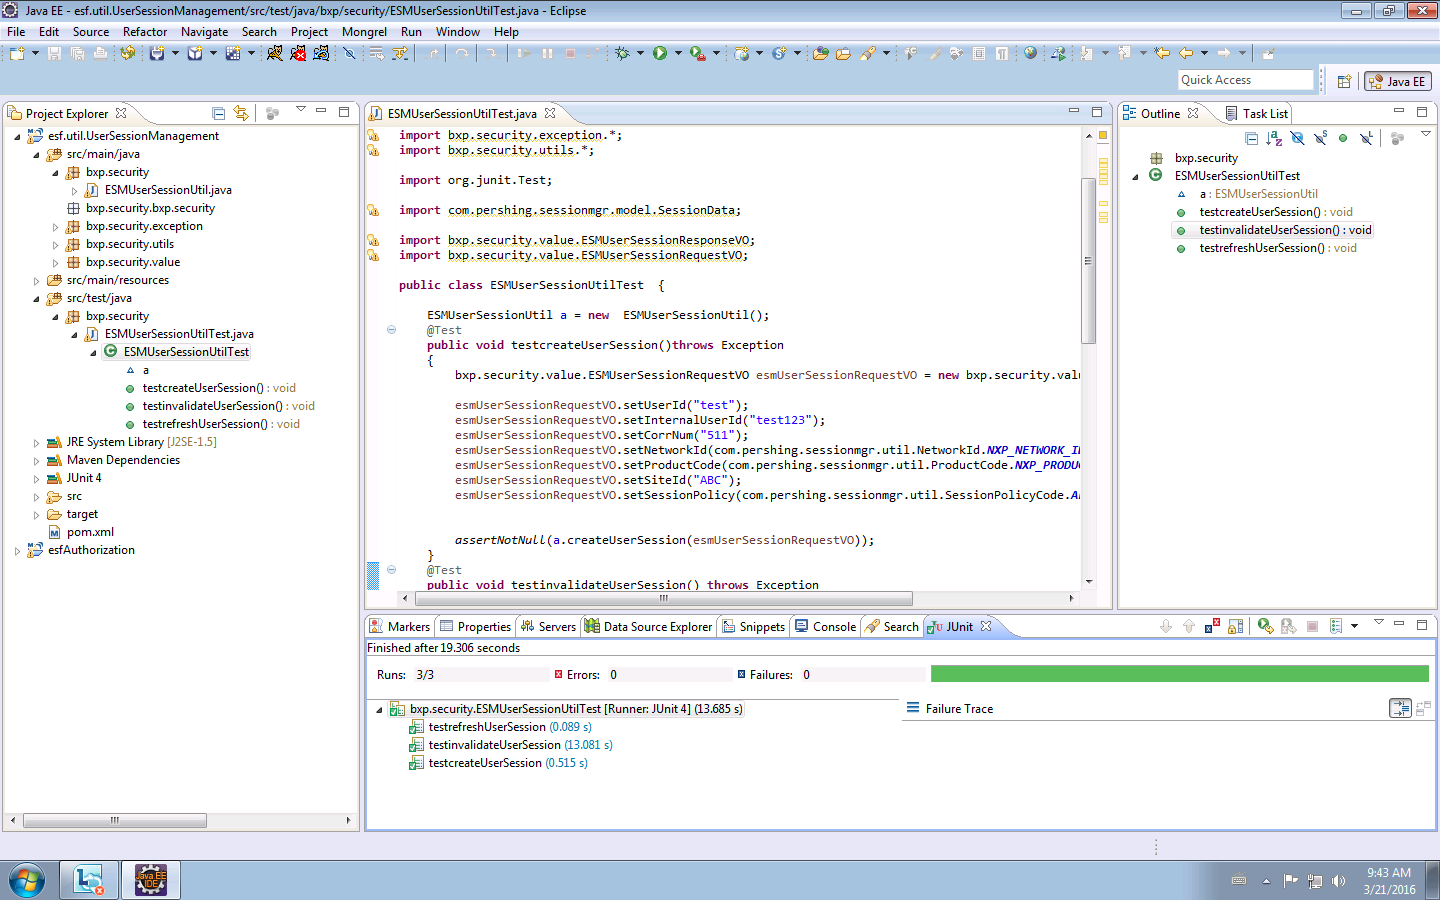 Java EE - esf.util.UserSessionManagement/src/test/java/bxp/security/ESMUserSessionUtilTest.java - Eclipse
File Edit Source Refactor Navigate Search Project Mongrel Run Window Help
Quick Access
Java EE
Project Explorer
esf.util.UserSessionManagement
src/main/java
bxp.security
ESMUserSessionUtil.java
bxp.security.bxp.security
bxp.security.exception
bxp.security.utils
bxp.security.value
src/main/resources
src/test/java
bxp.security
ESMUserSessionUtilTest.java
ESMUserSessionUtilTest
a
testcreateUserSession() : void
testinvalidateUserSession() : void
testrefreshUserSession() : void
JRE System Library [J2SE-1.5]
Maven Dependencies
JUnit 4
src
target
pom.xml
esfAuthorization
ESMUserSessionUtilTest.java
import bxp.security.exception.*;
import bxp.security.utils.*;
import org.junit.Test;
import com.pershing.sessionmgr.model.SessionData;
import bxp.security.value.ESMUserSessionResponseVO;
import bxp.security.value.ESMUserSessionRequestVO;
public class ESMUserSessionUtilTest  {
ESMUserSessionUtil a = new  ESMUserSessionUtil();
@Test
public void testcreateUserSession()throws Exception
{
bxp.security.value.ESMUserSessionRequestVO esmUserSessionRequestVO = new bxp.security.valu
esmUserSessionRequestVO.setUserId("test");
esmUserSessionRequestVO.setInternalUserId("test123");
esmUserSessionRequestVO.setCorrNum("511");
esmUserSessionRequestVO.setNetworkId(com.pershing.sessionmgr.util.NetworkId.NXP_NETWORK_I
esmUserSessionRequestVO.setProductCode(com.pershing.sessionmgr.util.ProductCode.NXP_PRODU
esmUserSessionRequestVO.setSiteId("ABC");
esmUserSessionRequestVO.setSessionPolicy(com.pershing.sessionmgr.util.SessionPolicyCode.A
assertNotNull(a.createUserSession(esmUserSessionRequestVO));
}
@Test
public void testinvalidateUserSession() throws Exception
Outline
Task List
bxp.security
ESMUserSessionUtilTest
a : ESMUserSessionUtil
testcreateUserSession() : void
testinvalidateUserSession() : void
testrefreshUserSession() : void
Markers Properties Servers Data Source Explorer Snippets Console Search JUnit
Finished after 19.306 seconds
Runs: 3/3 Errors: 0 Failures: 0
bxp.security.ESMUserSessionUtilTest [Runner: JUnit 4] (13.685 s)
testrefreshUserSession (0.089 s)
testinvalidateUserSession (13.081 s)
testcreateUserSession (0.515 s)
Failure Trace
Java EE
IDE
9:43 AM
3/21/2016